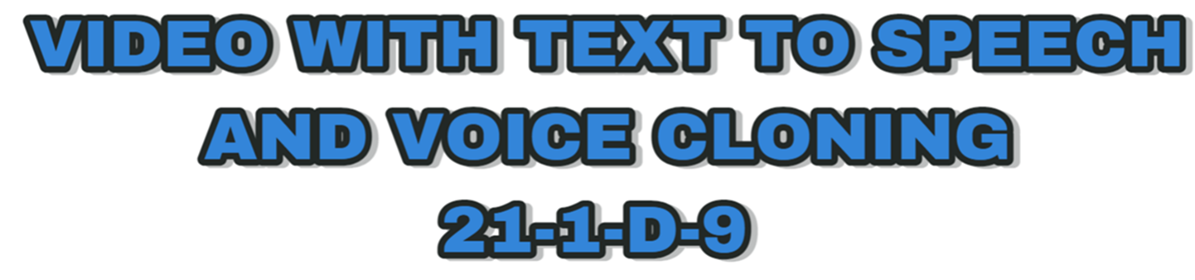 VIDEO WITH TEXT TO SPEECH
AND VOICE CLONING
21-1-D-9